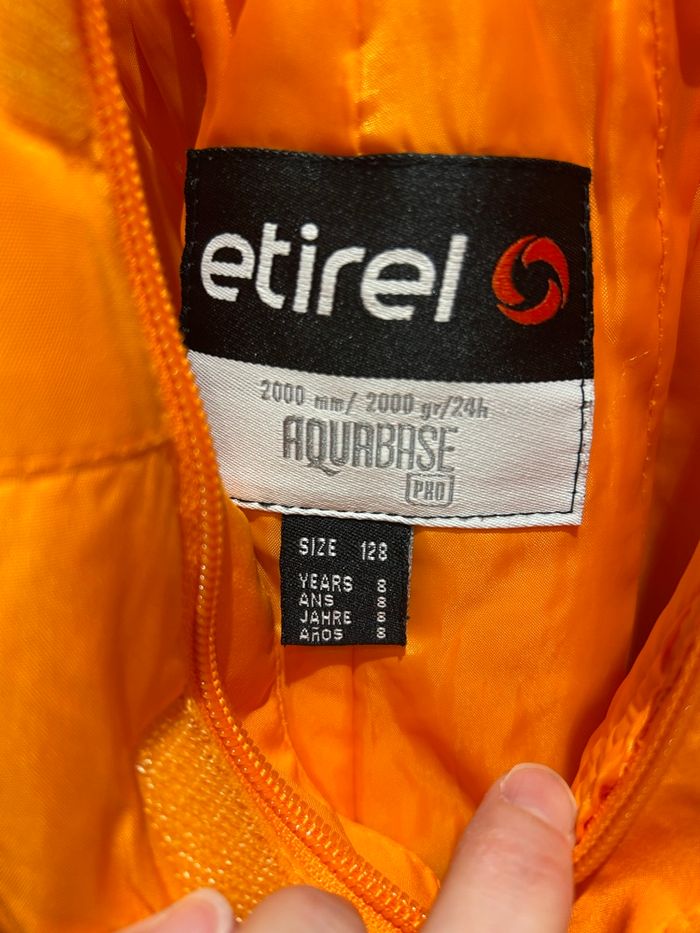 etirel
2000 mm/ 2000 gr/24h
AQUABASE
PRO
SIZE 128
YEARS 8
ANS 8
JAHRE 8
AÑOS 8